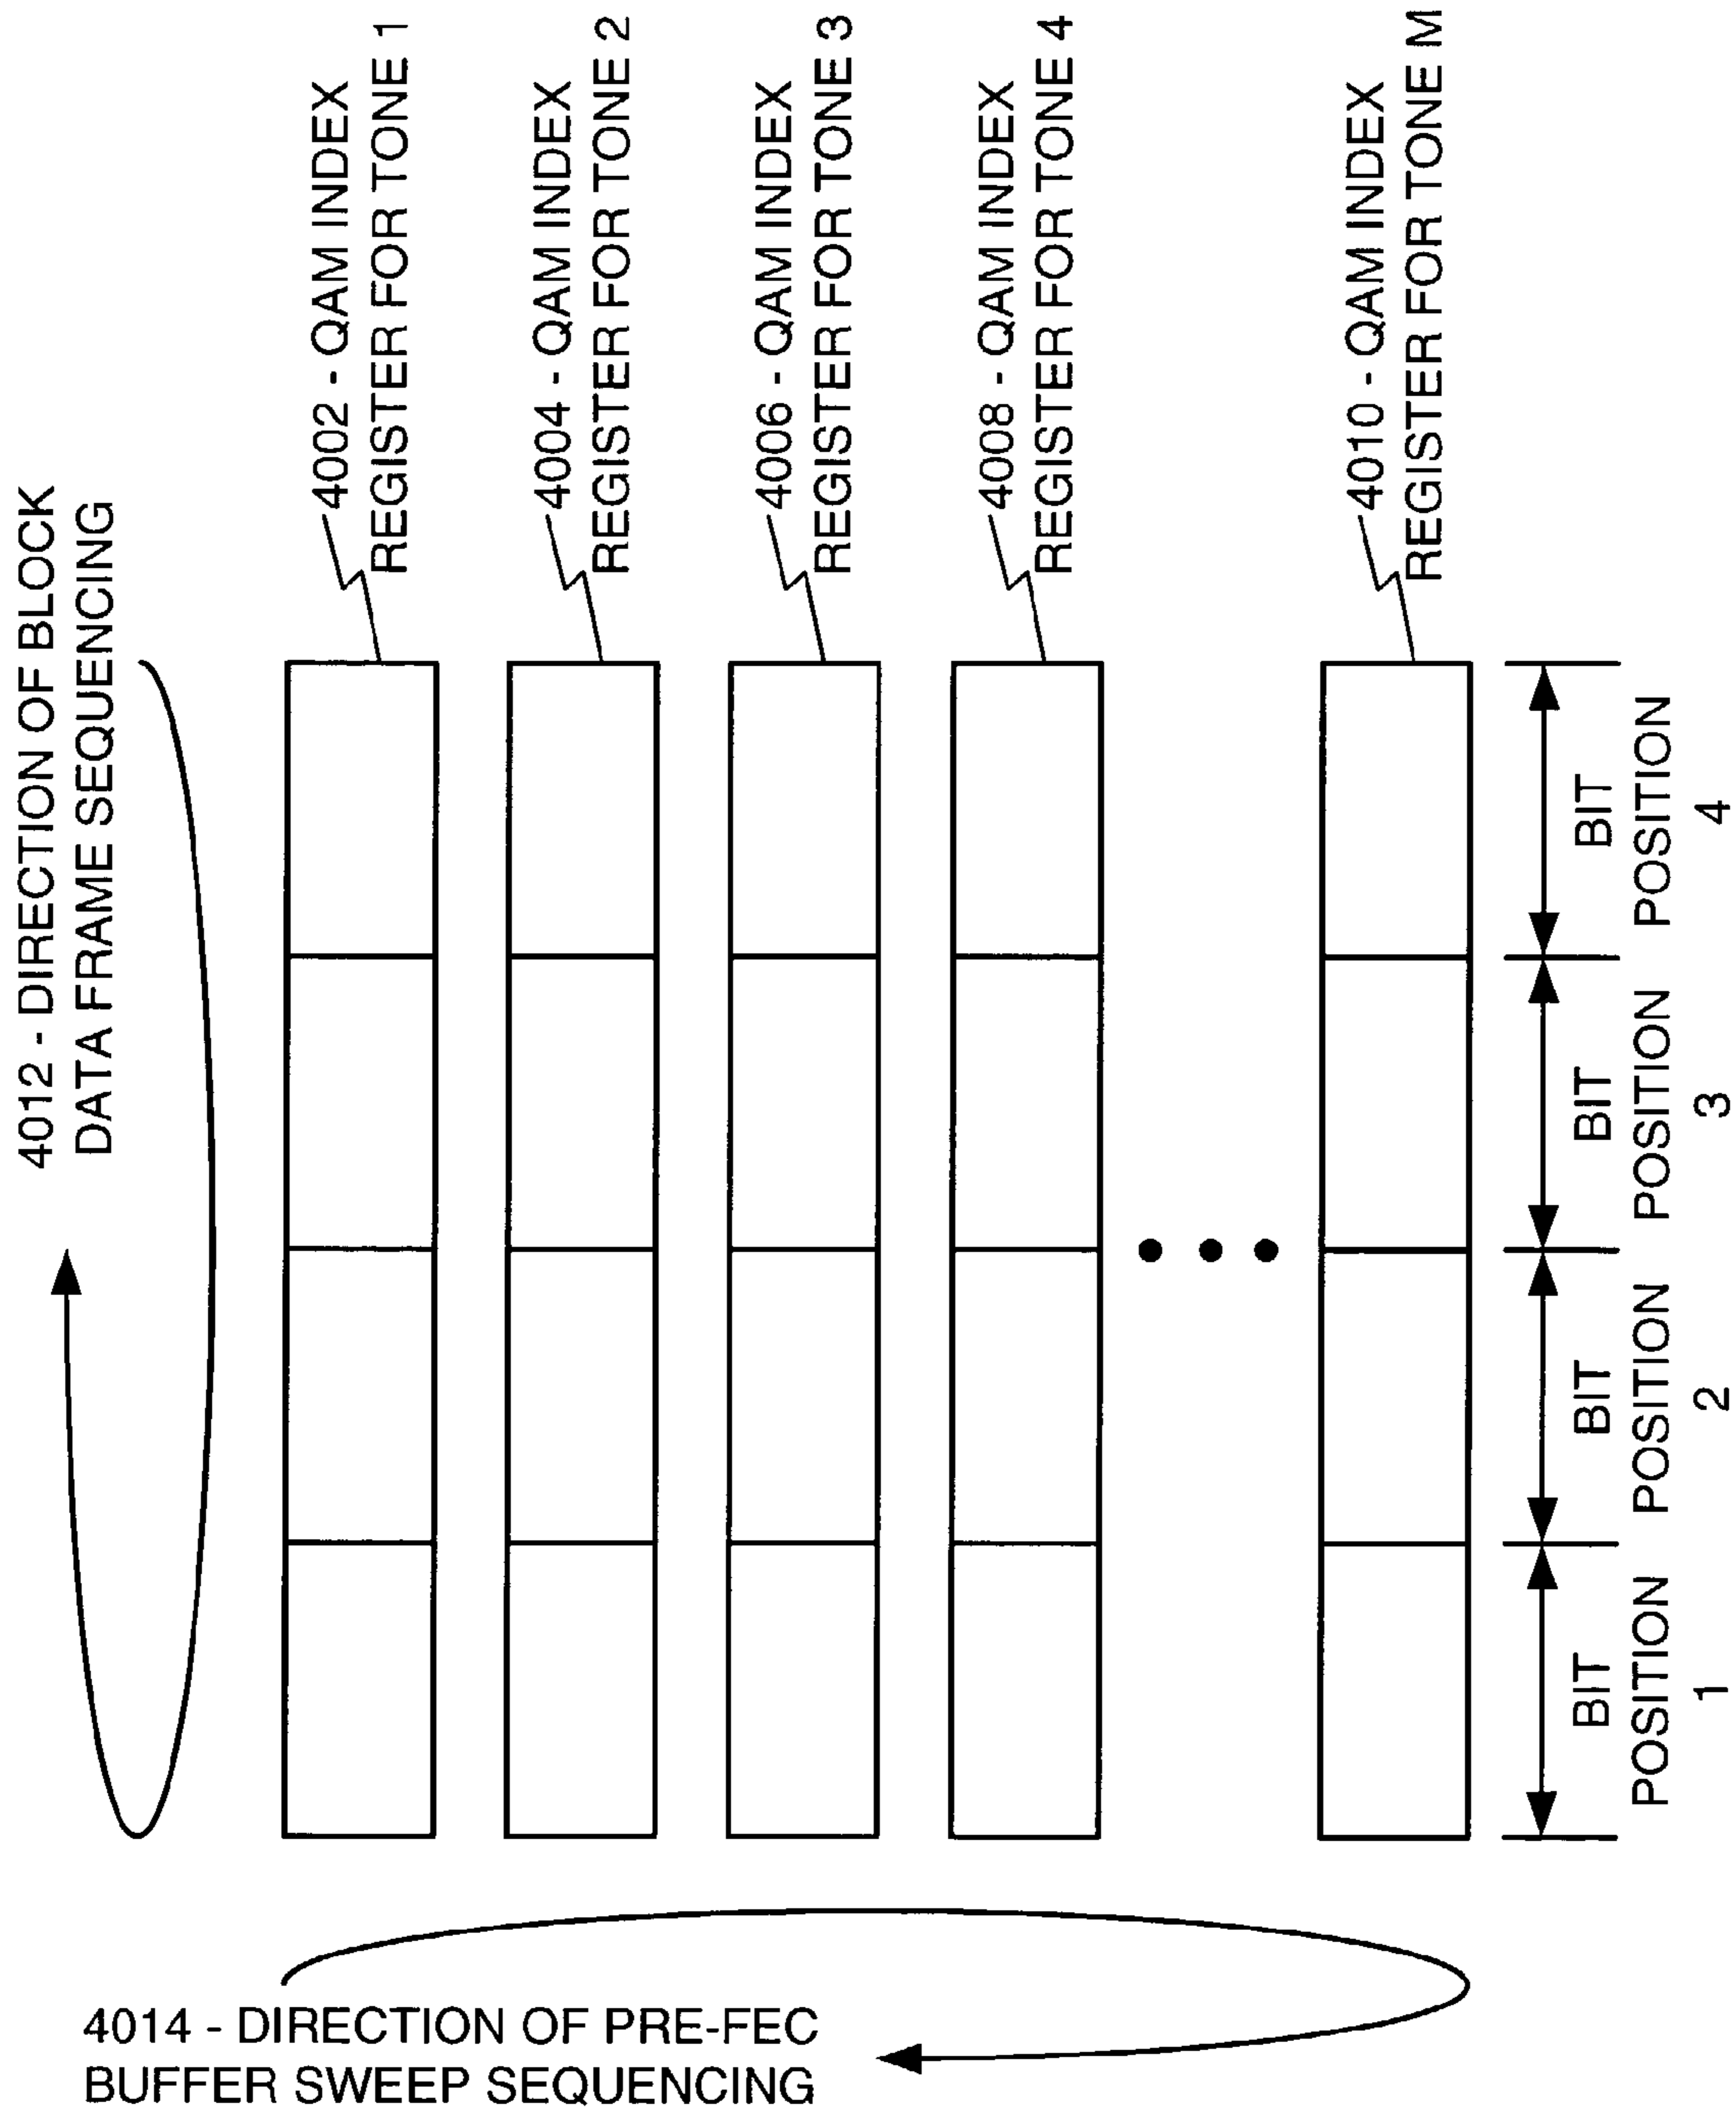 4012 - DIRECTION OF BLOCK
DATA FRAME SEQUENCING
4002 - QAM INDEX
REGISTER FOR TONE 1
4004 - QAM INDEX
REGISTER FOR TONE 2
4006 - QAM INDEX
REGISTER FOR TONE 3
4008 - QAM INDEX
REGISTER FOR TONE 4
4010 - QAM INDEX
REGISTER FOR TONE M
BIT
POSITION
1
BIT
POSITION
2
BIT
POSITION
3
BIT
POSITION
4
4014 - DIRECTION OF PRE-FEC
BUFFER SWEEP SEQUENCING